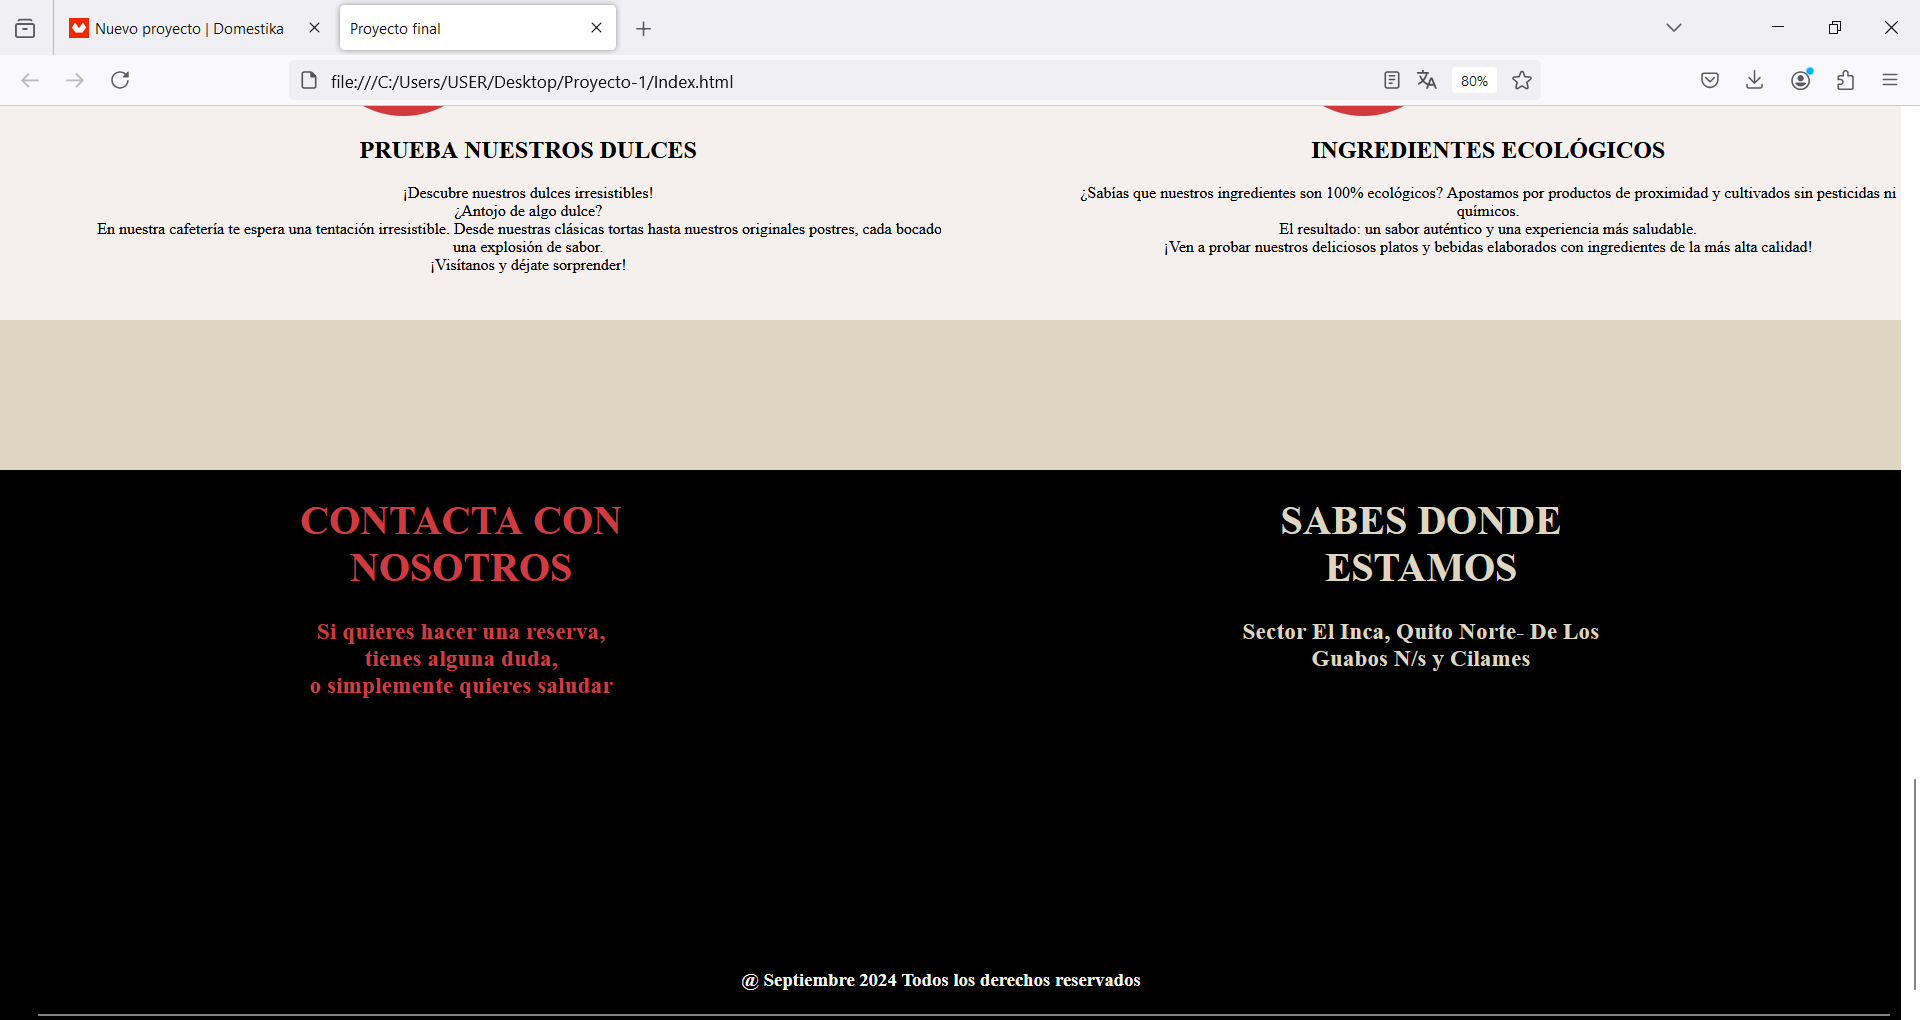 Nuevo proyecto | Domestika
Proyecto final
file:///C:/Users/USER/Desktop/Proyecto-1/Index.html
80%
PRUEBA NUESTROS DULCES
¡Descubre nuestros dulces irresistibles!
¿Antojo de algo dulce?
En nuestra cafetería te espera una tentación irresistible. Desde nuestras clásicas tortas hasta nuestros originales postres, cada bocado
una explosión de sabor.
¡Visítanos y déjate sorprender!
INGREDIENTES ECOLÓGICOS
¿Sabías que nuestros ingredientes son 100% ecológicos? Apostamos por productos de proximidad y cultivados sin pesticidas ni
químicos.
El resultado: un sabor auténtico y una experiencia más saludable.
¡Ven a probar nuestros deliciosos platos y bebidas elaborados con ingredientes de la más alta calidad!
CONTACTA CON
NOSOTROS
Si quieres hacer una reserva,
tienes alguna duda,
o simplemente quieres saludar
SABES DONDE
ESTAMOS
Sector El Inca, Quito Norte- De Los
Guabos N/s y Cilames
@ Septiembre 2024 Todos los derechos reservados